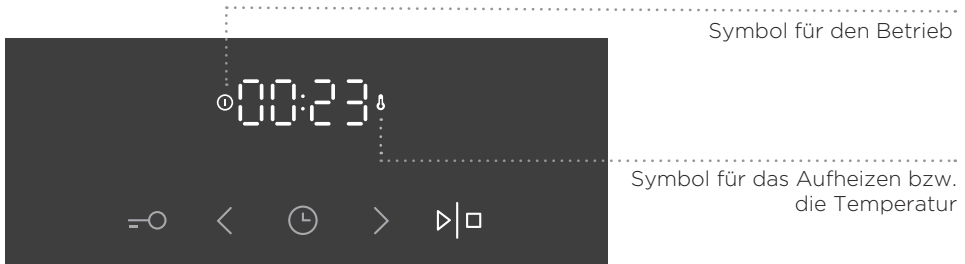 Symbol für den Betrieb
00:23
Symbol für das Aufheizen bzw.
die Temperatur